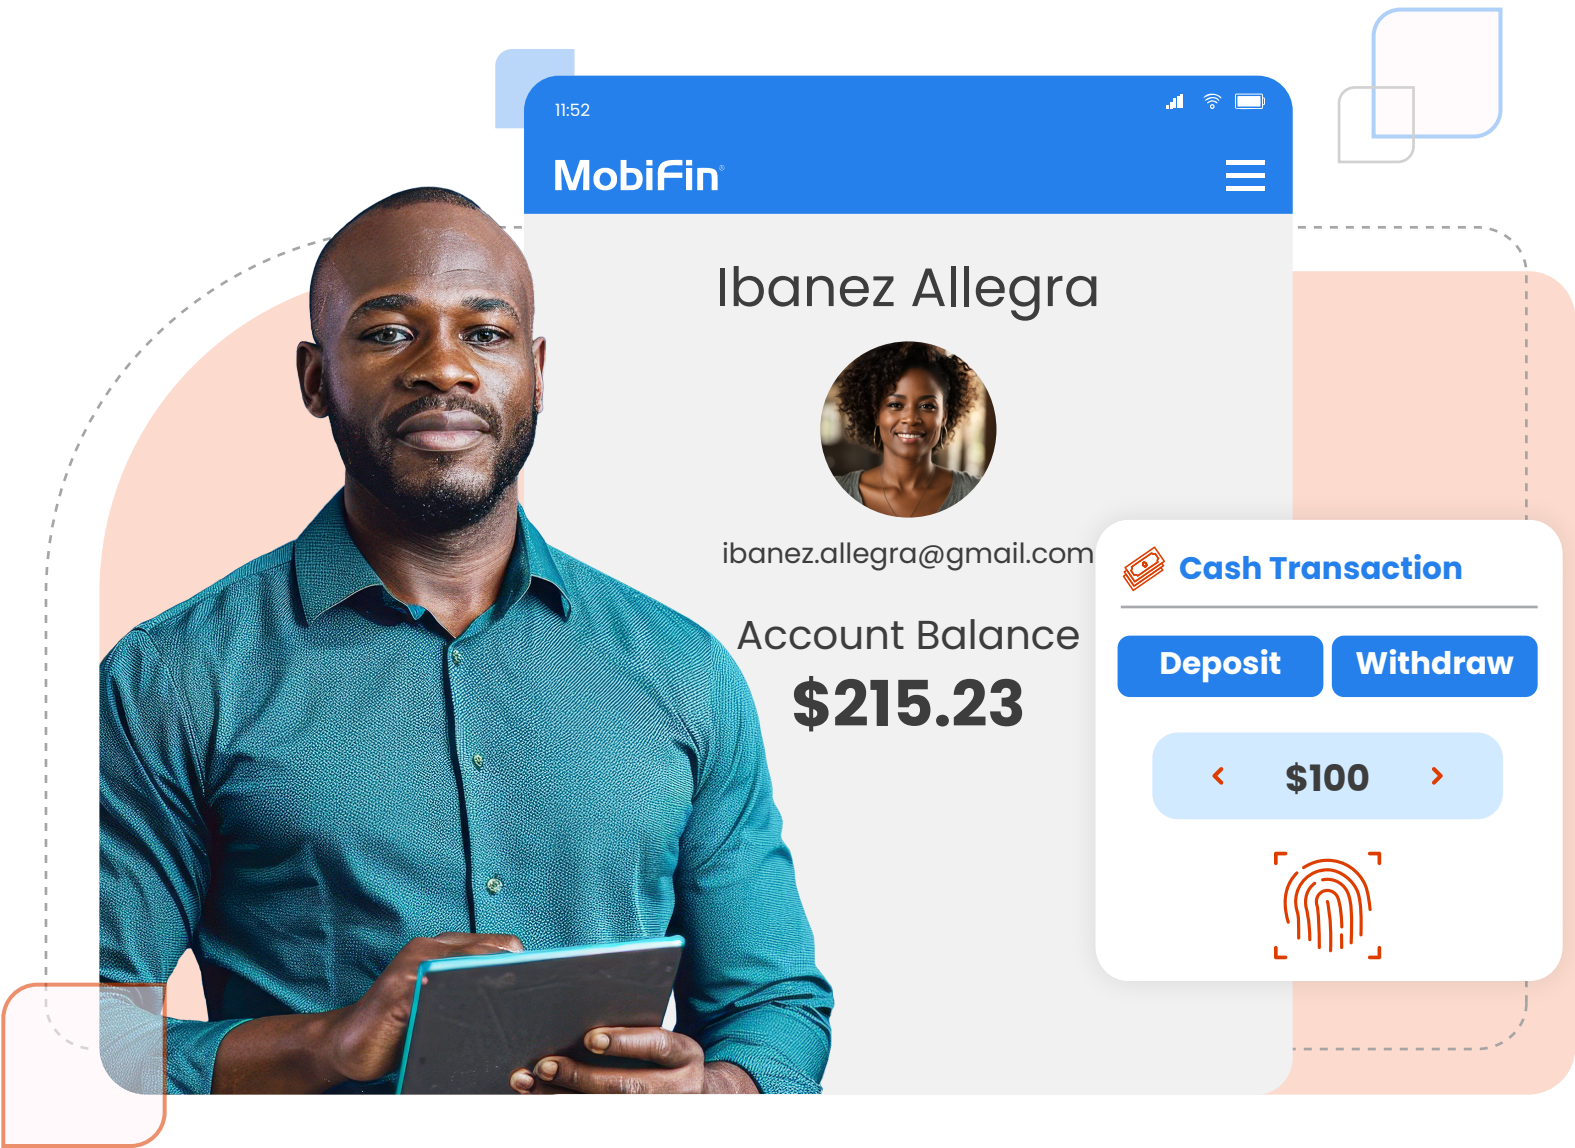 11:52
MobiFin®
Ibanez Allegra
ibanez.allegra@gmail.com
Account Balance
$215.23
Cash Transaction
Deposit
Withdraw
$100